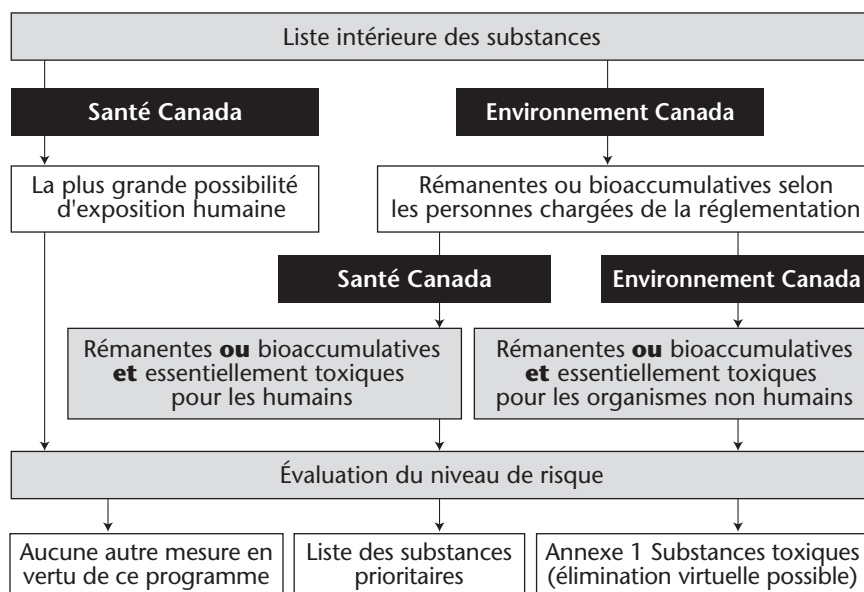 Liste intérieure des substances
Santé Canada
Environnement Canada
La plus grande possibilité
d'exposition humaine
Rémanentes ou bioaccumulatives selon
les personnes chargées de la réglementation
Santé Canada
Environnement Canada
Rémanentes ou bioaccumulatives
et essentiellement toxiques
pour les humains
Rémanentes ou bioaccumulatives
et essentiellement toxiques
pour les organismes non humains
Évaluation du niveau de risque
Aucune autre mesure en
vertu de ce programme
Liste des substances
prioritaires
Annexe 1 Substances toxiques
(élimination virtuelle possible)